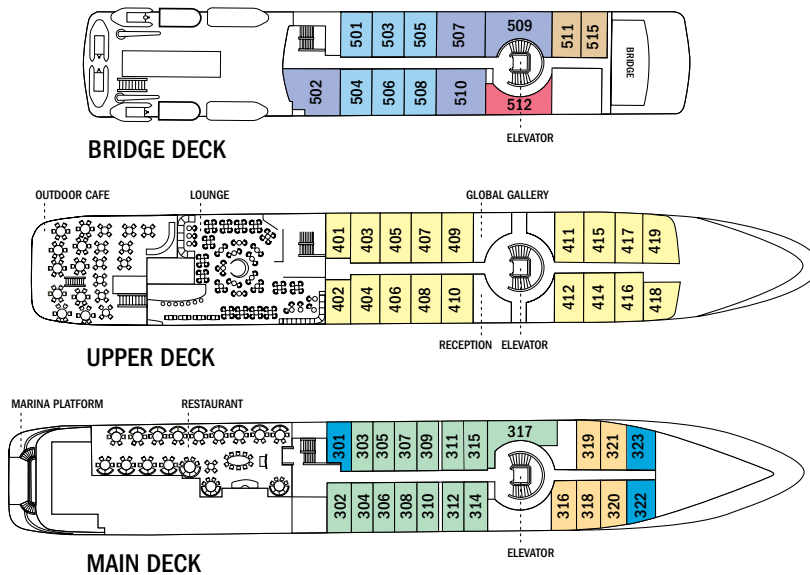 501 503 505 507 509 511 515
BRIDGE
502 504 506 508 510 512
ELEVATOR
BRIDGE DECK
OUTDOOR CAFE LOUNGE GLOBAL GALLERY
401 403 405 407 409 411 415 417 419
402 404 406 408 410 412 414 416 418
RECEPTION ELEVATOR
UPPER DECK
MARINA PLATFORM RESTAURANT
301 303 305 307 309 311 315 317 319 321 323
302 304 306 308 310 312 314 316 318 320 322
ELEVATOR
MAIN DECK